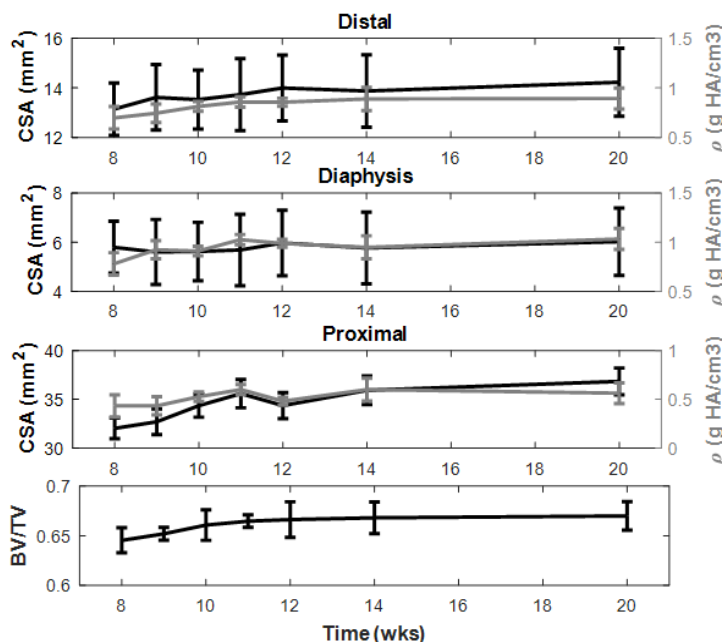 Distal
16
14
12
CSA (mm²)
1.5
1
0.5
ρ (g HA/cm3)
8 10 12 14 16 18 20
Diaphysis
8
6
4
CSA (mm²)
1.5
1
0.5
ρ (g HA/cm3)
8 10 12 14 16 18 20
Proximal
40
35
30
CSA (mm²)
1
0.5
0
ρ (g HA/cm3)
8 10 12 14 16 18 20
0.7
0.65
0.6
BV/TV
8 10 12 14 16 18 20
Time (wks)